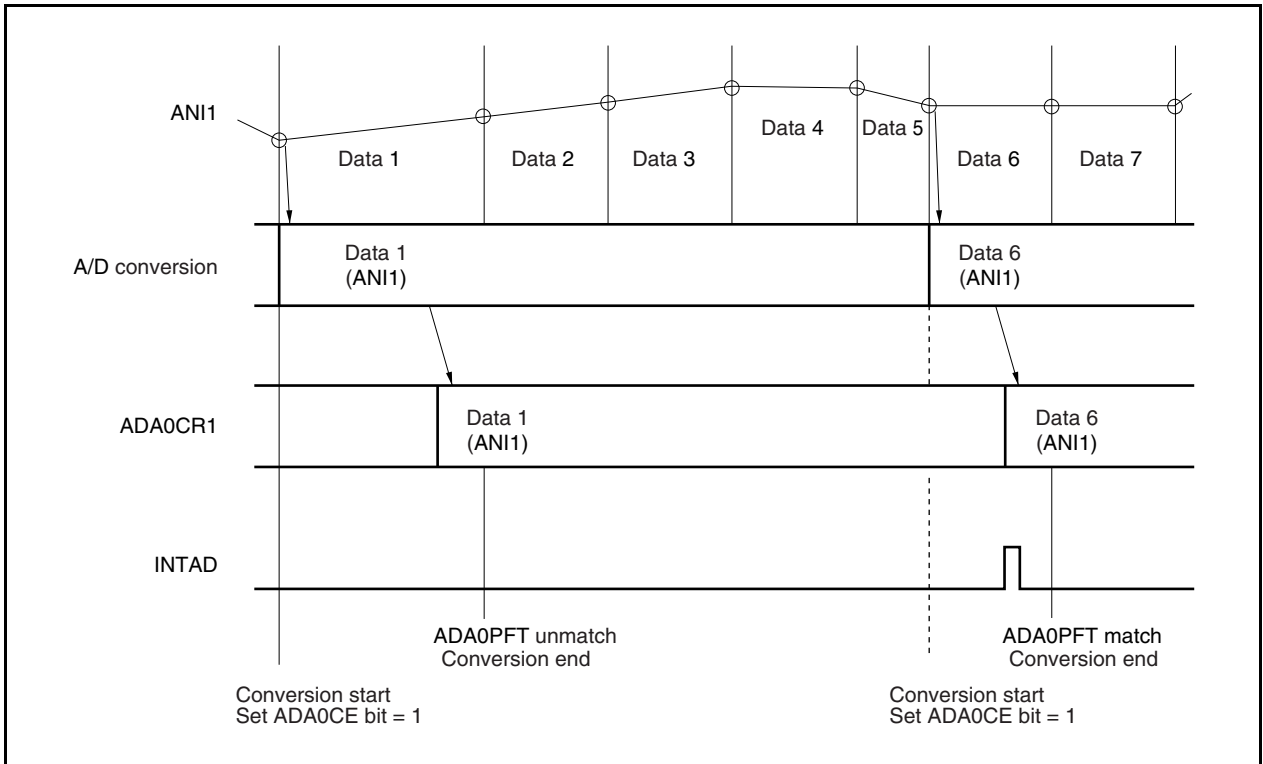 ANI1
Data 1
Data 2
Data 3
Data 4
Data 5
Data 6
Data 7
A/D conversion
Data 1
(ANI1)
Data 6
(ANI1)
ADA0CR1
Data 1
(ANI1)
Data 6
(ANI1)
INTAD
ADA0PFT unmatch
Conversion end
ADA0PFT match
Conversion end
Conversion start
Set ADA0CE bit = 1
Conversion start
Set ADA0CE bit = 1